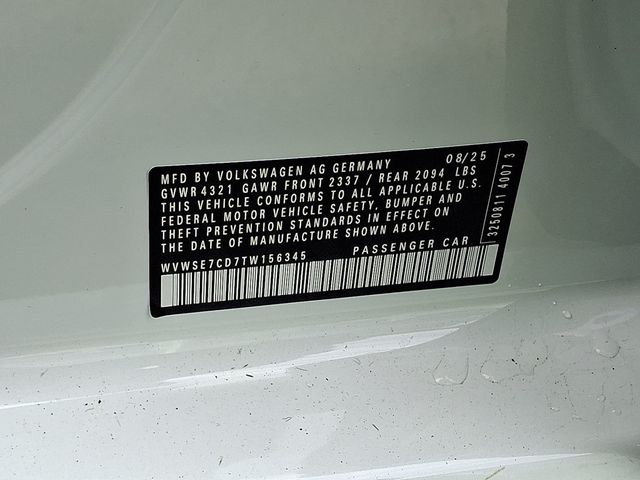 MFD BY VOLKSWAGEN AG GERMANY 08/25
GVWR 4321 GAWR FRONT 2337 / REAR 2094 LBS
THIS VEHICLE CONFORMS TO ALL APPLICABLE U.S.
FEDERAL MOTOR VEHICLE SAFETY, BUMPER AND
THEFT PREVENTION STANDARDS IN EFFECT ON
THE DATE OF MANUFACTURE SHOWN ABOVE.
WVWSE7CD7TW156345 PASSENGER CAR
3250811 4007 3